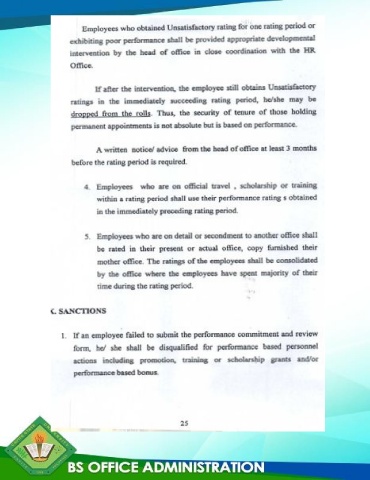 Employees who obtained Unsatisfactory rating for one rating period or
exhibiting poor performance shall be provided appropriate developmental
intervention by the head of office in close coordination with the HR
Office.
If after the intervention, the employee still obtains Unsatisfactory
ratings in the immediately succeeding rating period, he/she may be
dropped from the rolls. Thus, the security of tenure of those holding
permanent appointments is not absolute but is based on performance.
A written notice/ advice from the head of office at least 3 months
before the rating period is required.
4. Employees who are on official travel , scholarship or training
within a rating period shall use their performance rating s obtained
in the immediately preceding rating period.
5. Employees who are on detail or secondment to another office shall
be rated in their present or actual office, copy furnished their
mother office. The ratings of the employees shall be consolidated
by the office where the employees have spent majority of their
time during the rating period.
C. SANCTIONS
1. If an employee failed to submit the performance commitment and review
form, he/ she shall be disqualified for performance based personnel
actions including promotion, training or scholarship grants and/or
performance based bonus.
25
BS OFFICE ADMINISTRATION